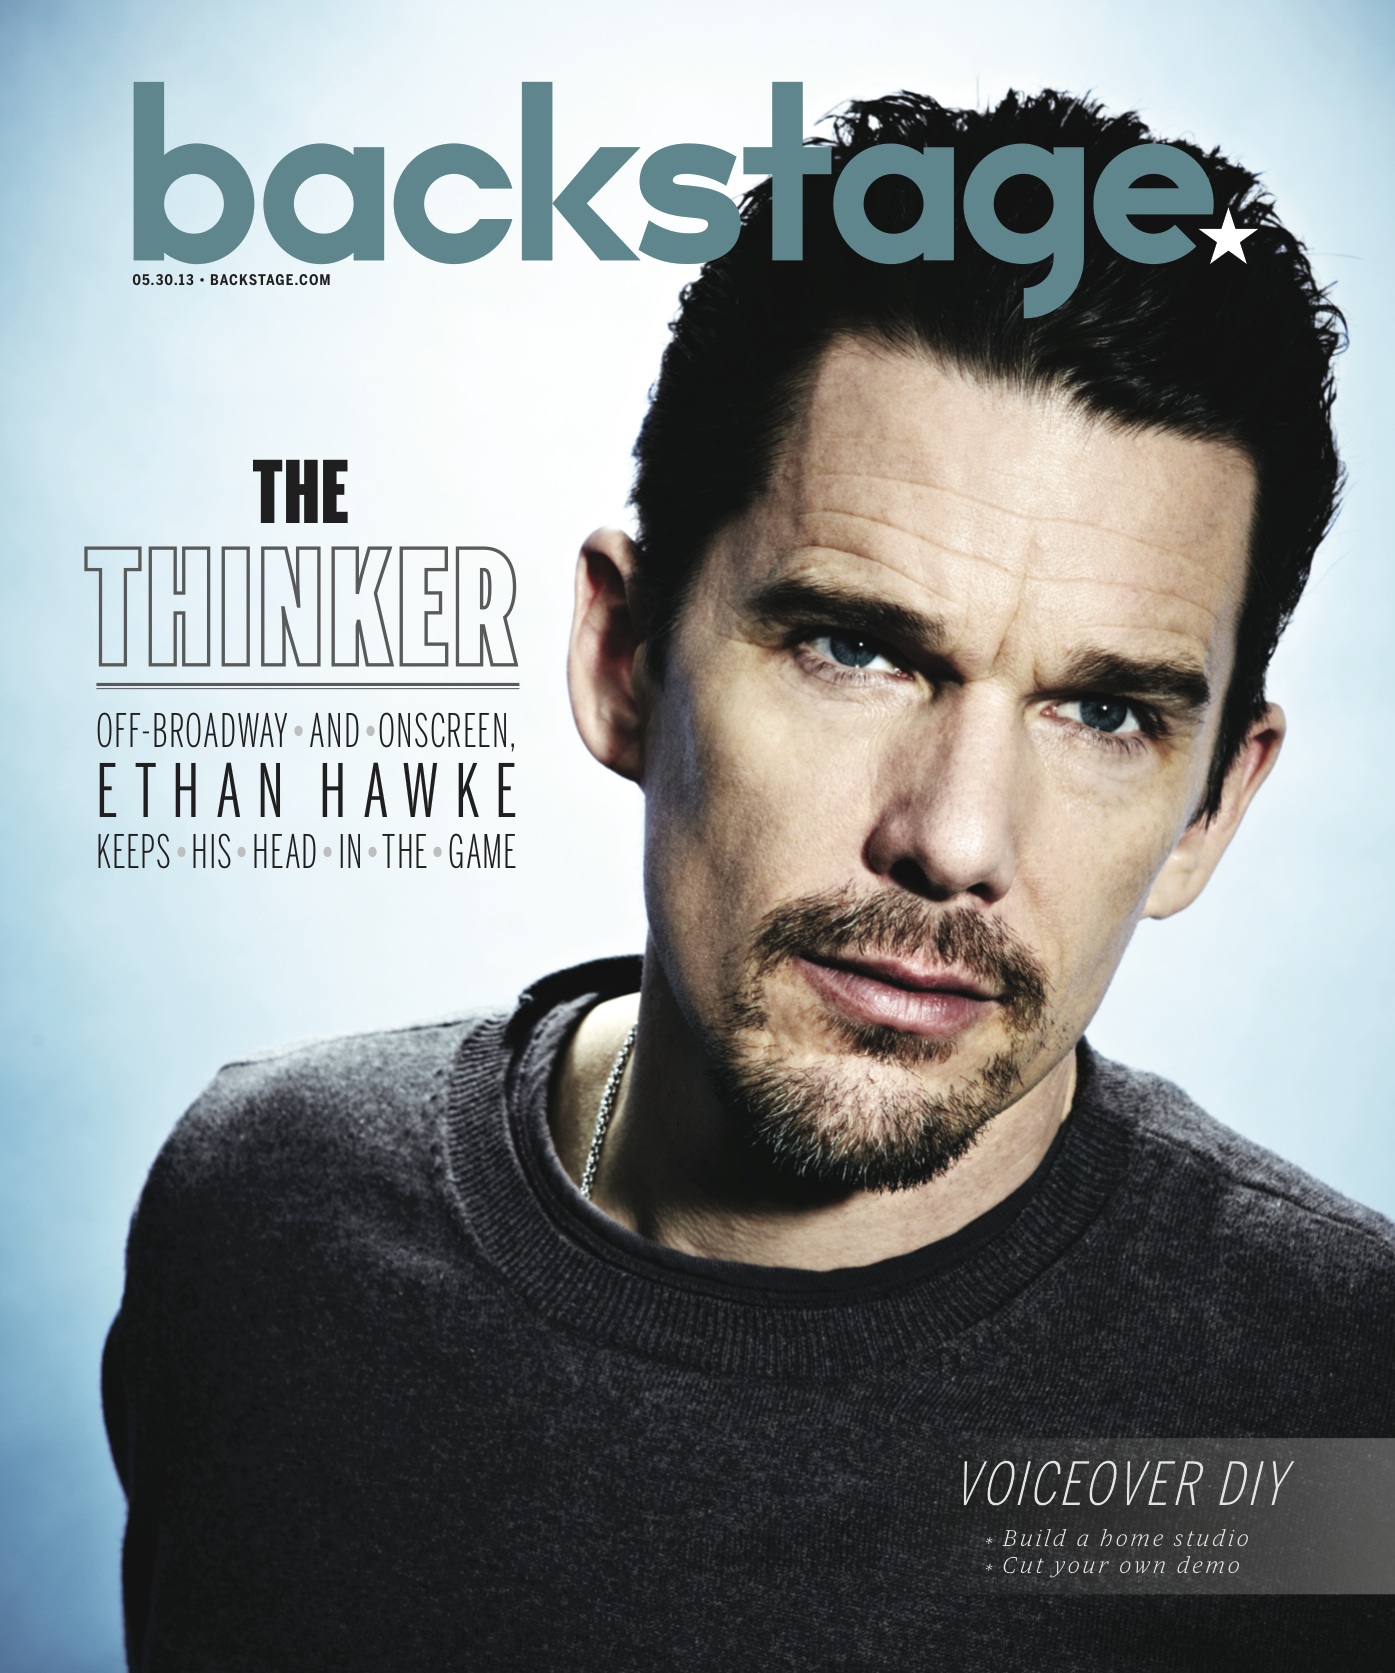 backstage.
05.30.13 • BACKSTAGE.COM
THE
THINKER
OFF-BROADWAY • AND • ONSCREEN,
ETHAN HAWKE
KEEPS • HIS • HEAD • IN • THE • GAME
VOICEOVER DIY
* Build a home studio
* Cut your own demo